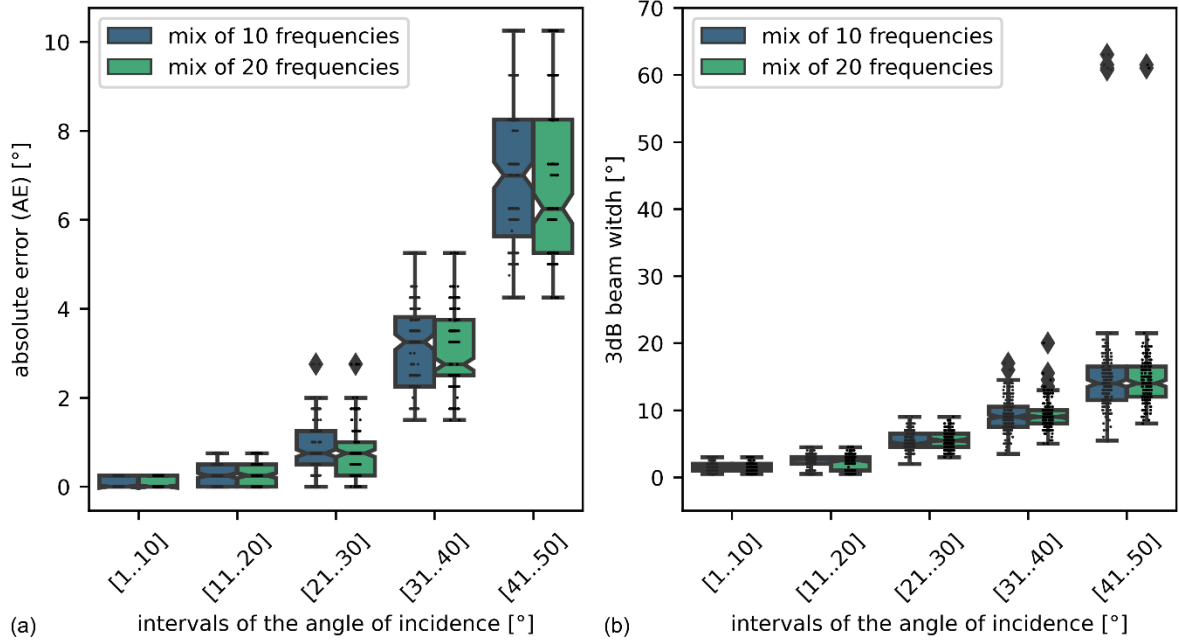 mix of 10 frequencies
mix of 20 frequencies
10
8
6
4
2
0
absolute error (AE) [°]
[1..10]
[11..20]
[21..30]
[31..40]
[41..50]
(a)
intervals of the angle of incidence [°]
mix of 10 frequencies
mix of 20 frequencies
70
60
50
40
30
20
10
0
3dB beam witdh [°]
[1..10]
[11..20]
[21..30]
[31..40]
[41..50]
(b)
intervals of the angle of incidence [°]